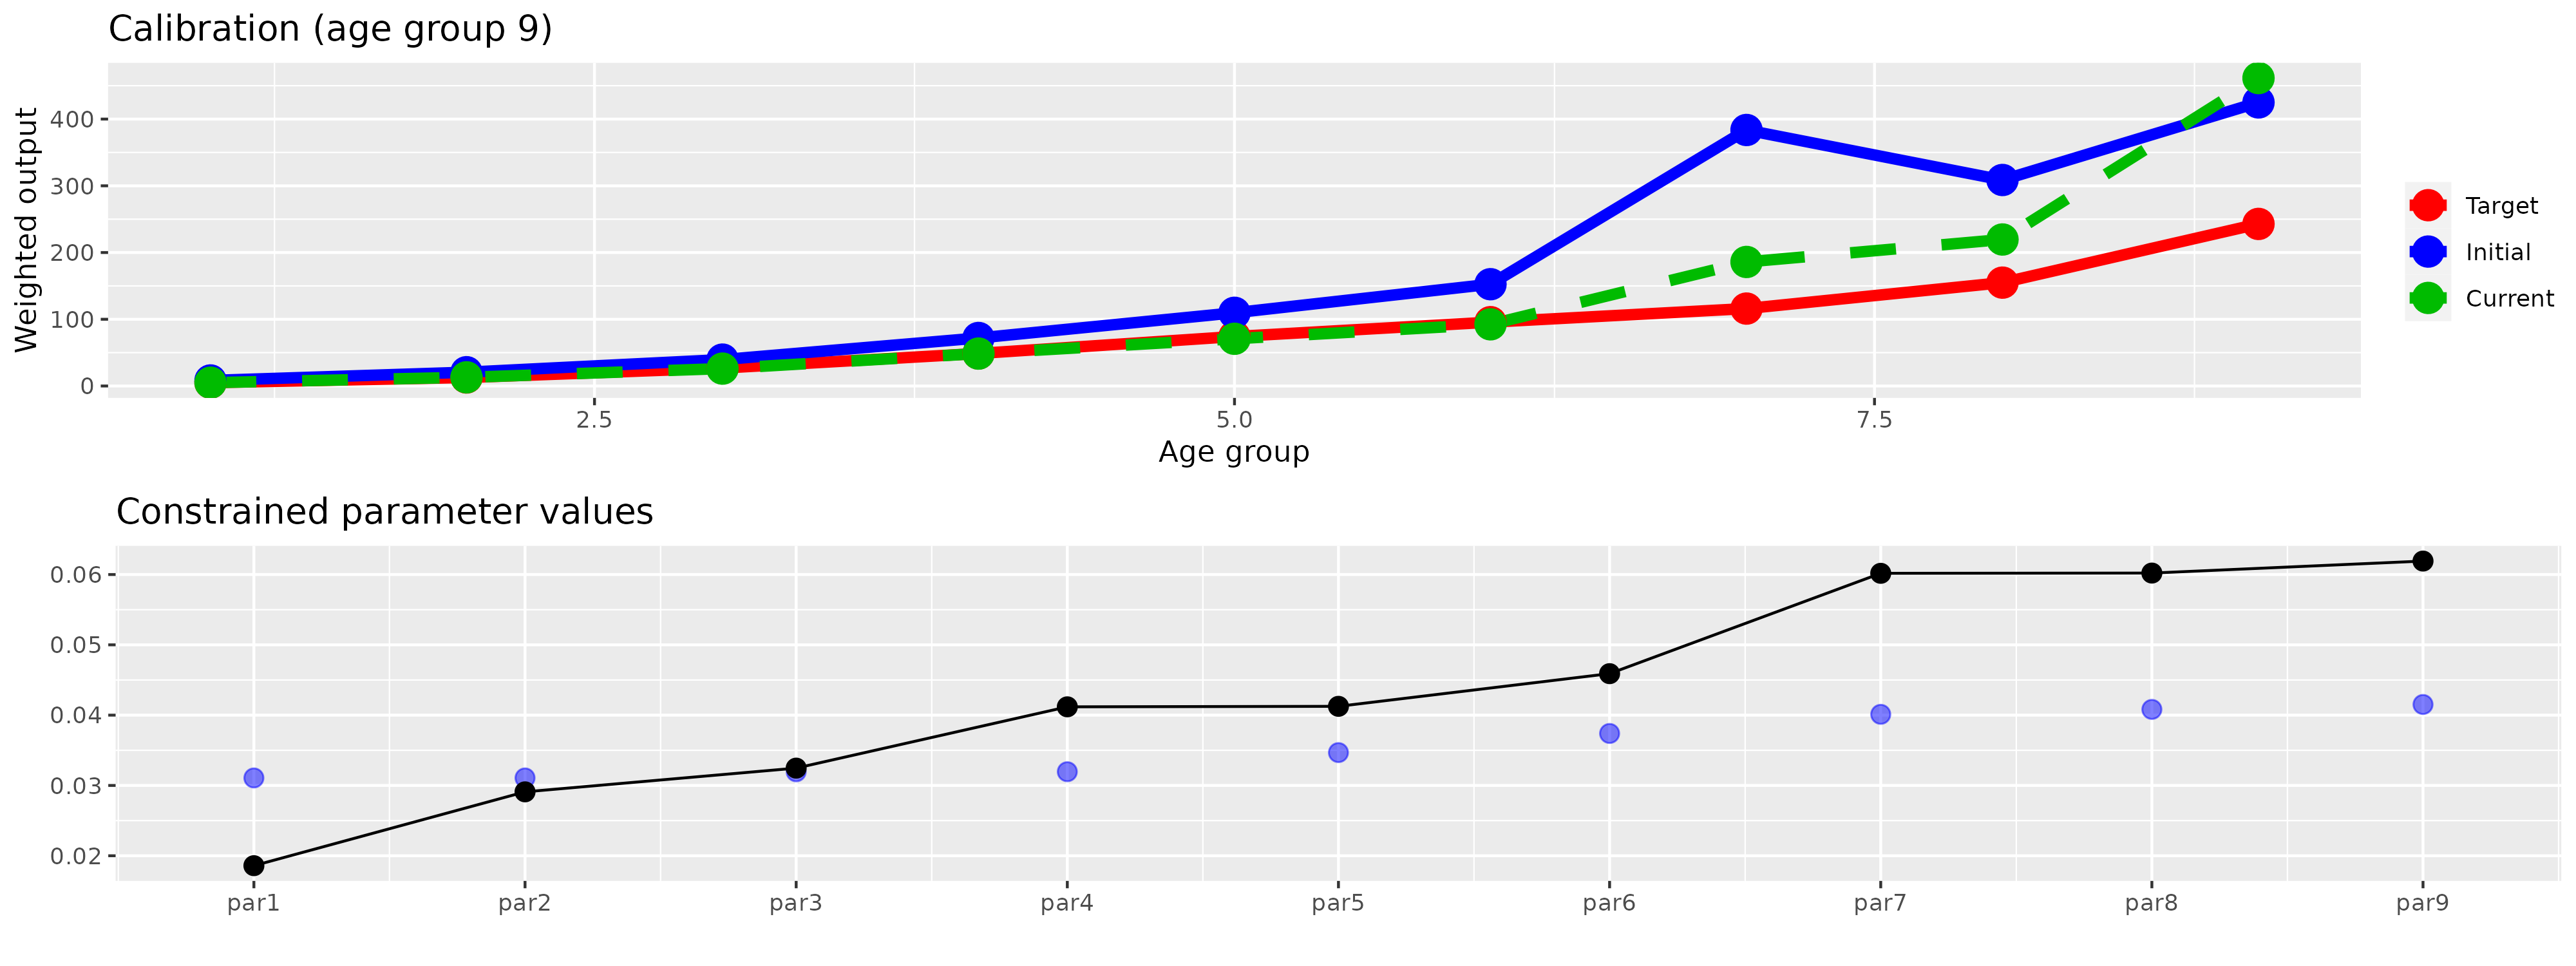 Calibration (age group 9)
Weighted output
400
300
200
100
0
2.5 5.0 7.5
Age group
Target
Initial
Current
Constrained parameter values
0.06
0.05
0.04
0.03
0.02
par1 par2 par3 par4 par5 par6 par7 par8 par9